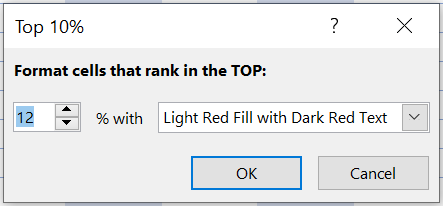 Top 10%
Format cells that rank in the TOP:
12 % with Light Red Fill with Dark Red Text
OK Cancel